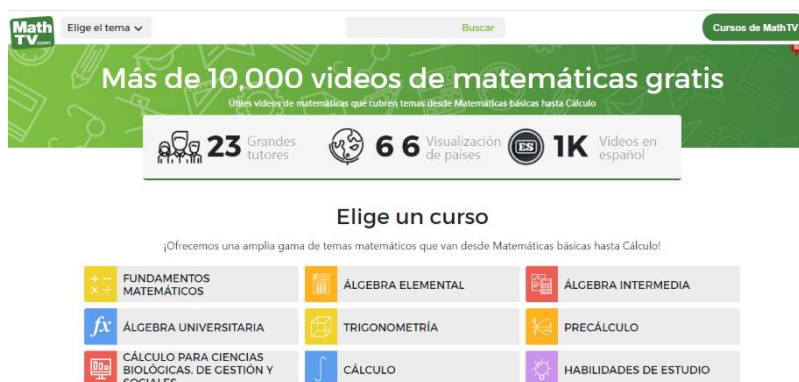 Math
TV.com
Elige el tema
Buscar
Cursos de MathTV
Más de 10,000 videos de matemáticas gratis
Útiles videos de matemáticas que cubren temas desde Matemáticas básicas hasta Cálculo
23 Grandes
tutores
6 6 Visualización
de países
ES
1K Videos en
español
Elige un curso
¡Ofrecemos una amplia gama de temas matemáticos que van desde Matemáticas básicas hasta Cálculo!
FUNDAMENTOS
MATEMÁTICOS
ÁLGEBRA ELEMENTAL
ÁLGEBRA INTERMEDIA
fx ÁLGEBRA UNIVERSITARIA
TRIGONOMETRÍA
PRECÁLCULO
CÁLCULO PARA CIENCIAS
BIOLÓGICAS, DE GESTIÓN Y
SOCIALES
CÁLCULO
HABILIDADES DE ESTUDIO